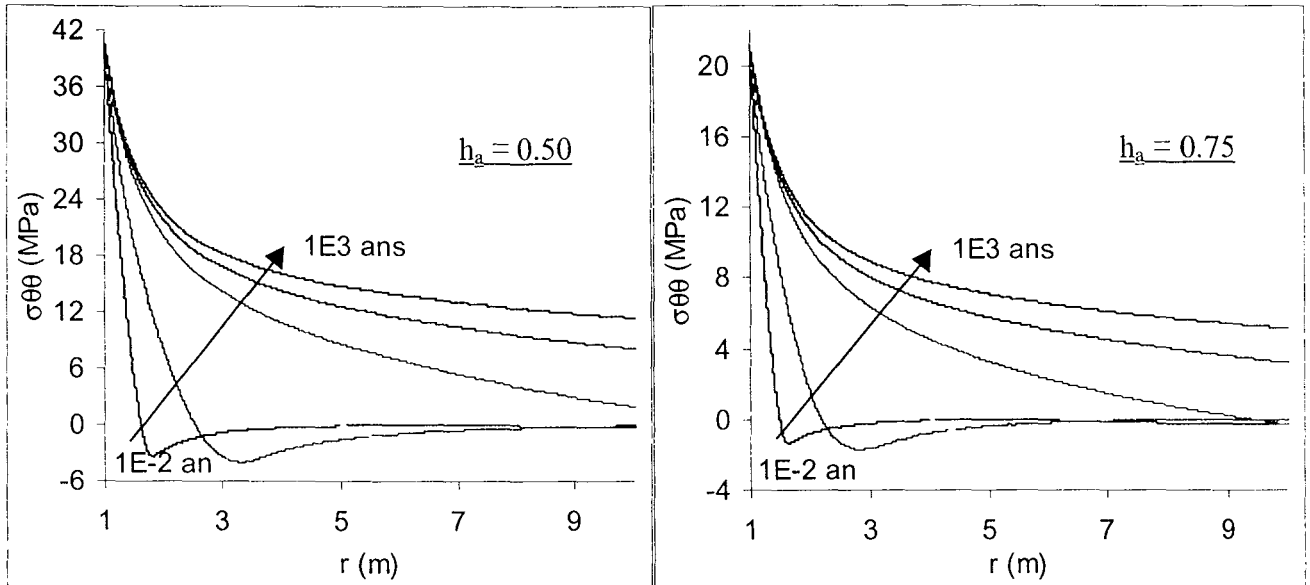 42
36
30
24
18
12
6
0
-6
σθθ (MPa)
h_a = 0.50
1E3 ans
1E-2 an
1 3 5 7 9
r (m)
20
16
12
8
4
0
-4
σθθ (MPa)
h_a = 0.75
1E3 ans
1E-2 an
1 3 5 7 9
r (m)